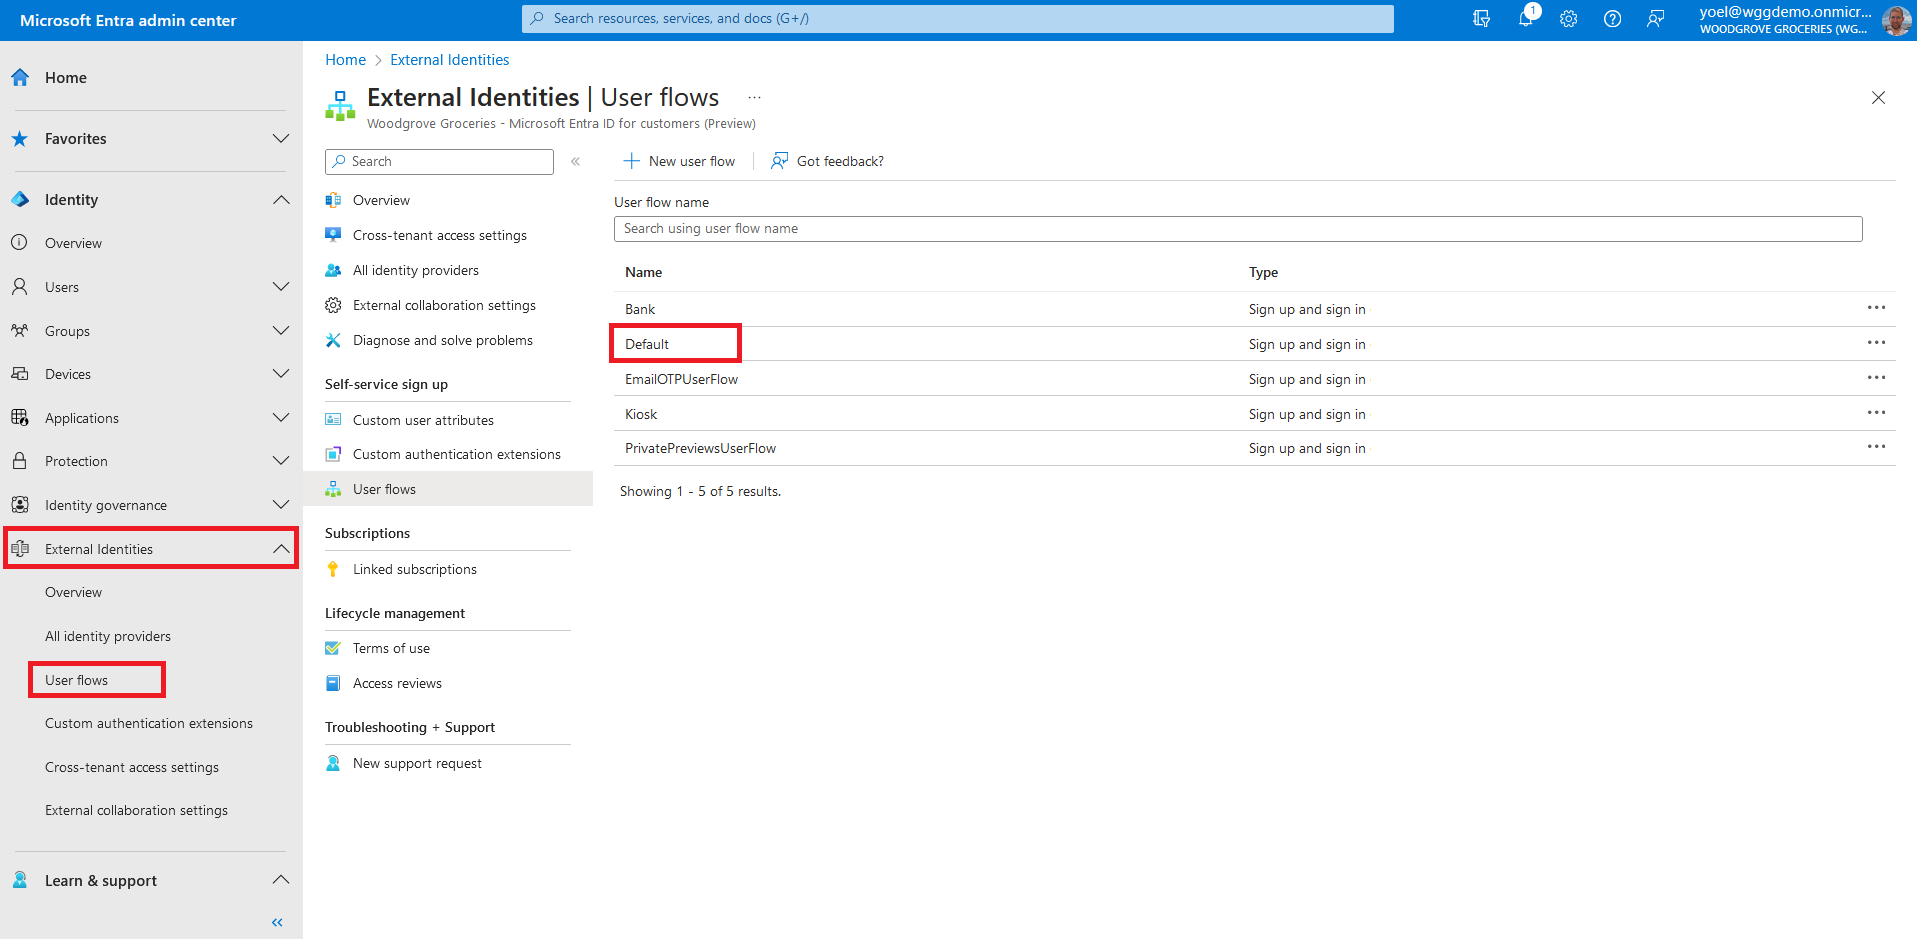 Microsoft Entra admin center
Search resources, services, and docs (G+/)
1
yoel@wggdemo.onmicr...
WOODGROVE GROCERIES (WG...
Home
Favorites
Identity
Overview
Users
Groups
Devices
Applications
Protection
Identity governance
External Identities
Overview
All identity providers
User flows
Custom authentication extensions
Cross-tenant access settings
External collaboration settings
Learn & support
Home > External Identities
External Identities | User flows ...
Woodgrove Groceries - Microsoft Entra ID for customers (Preview)
Search
Overview
Cross-tenant access settings
All identity providers
External collaboration settings
Diagnose and solve problems
Self-service sign up
Custom user attributes
Custom authentication extensions
User flows
Subscriptions
Linked subscriptions
Lifecycle management
Terms of use
Access reviews
Troubleshooting + Support
New support request
New user flow
Got feedback?
User flow name
Search using user flow name
Name Type
Bank Sign up and sign in
Default Sign up and sign in
EmailOTPUserFlow Sign up and sign in
Kiosk Sign up and sign in
PrivatePreviewsUserFlow Sign up and sign in
Showing 1 - 5 of 5 results.